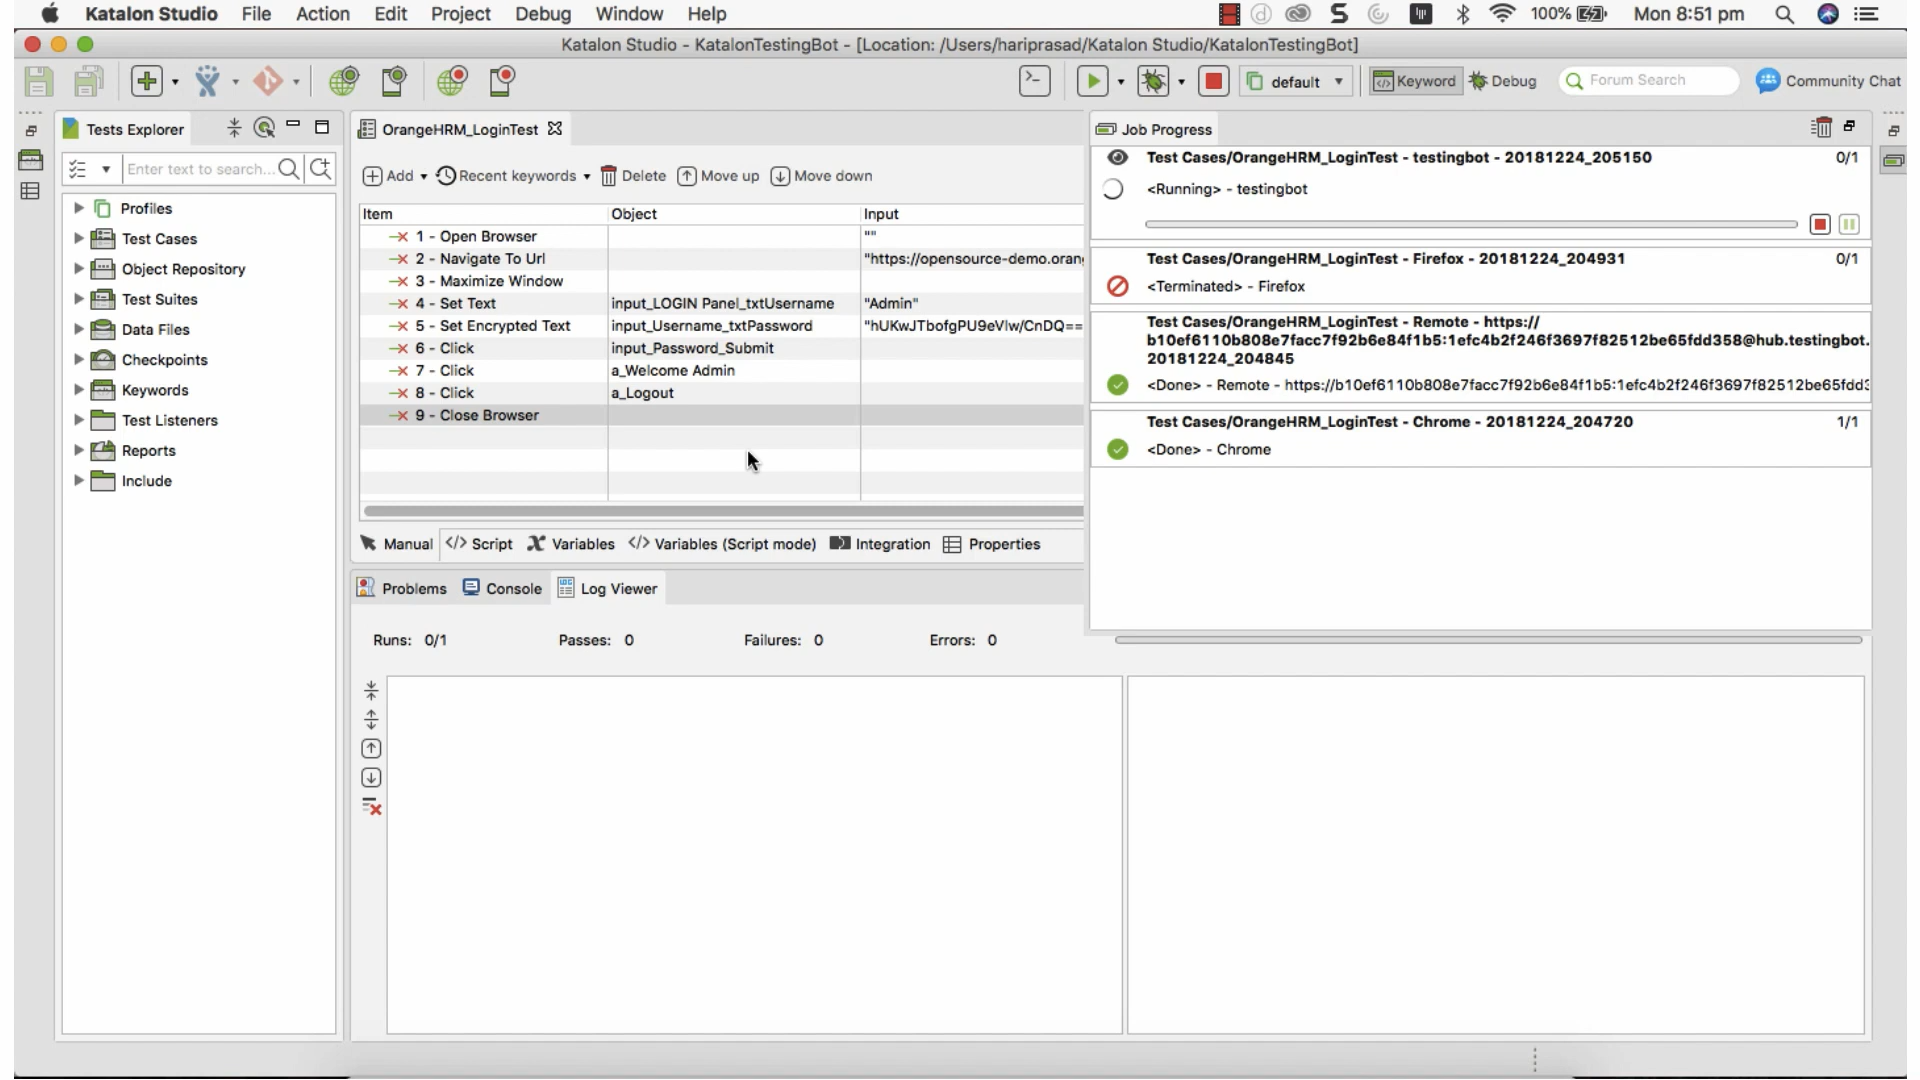 Katalon Studio File Action Edit Project Debug Window Help
100% Mon 8:51 pm
Katalon Studio - KatalonTestingBot - [Location: /Users/hariprasad/Katalon Studio/KatalonTestingBot]
default Keyword Debug Forum Search Community Chat
Tests Explorer
Enter text to search...
Profiles
Test Cases
Object Repository
Test Suites
Data Files
Checkpoints
Keywords
Test Listeners
Reports
Include
OrangeHRM_LoginTest
Add Recent keywords Delete Move up Move down
Item Object Input
1 - Open Browser ""
2 - Navigate To Url "https://opensource-demo.oran
3 - Maximize Window
4 - Set Text input_LOGIN Panel_txtUsername "Admin"
5 - Set Encrypted Text input_Username_txtPassword "hUKwJTbofgPU9eVlw/CnDQ==
6 - Click input_Password_Submit
7 - Click a_Welcome Admin
8 - Click a_Logout
9 - Close Browser
Manual Script Variables Variables (Script mode) Integration Properties
Problems Console Log Viewer
Runs: 0/1 Passes: 0 Failures: 0 Errors: 0
Job Progress
Test Cases/OrangeHRM_LoginTest - testingbot - 20181224_205150 0/1
<Running> - testingbot
Test Cases/OrangeHRM_LoginTest - Firefox - 20181224_204931 0/1
<Terminated> - Firefox
Test Cases/OrangeHRM_LoginTest - Remote - https://
b10ef6110b808e7facc7f92b6e84f1b5:1efc4b2f246f3697f82512be65fdd358@hub.testingbot.
20181224_204845
<Done> - Remote - https://b10ef6110b808e7facc7f92b6e84f1b5:1efc4b2f246f3697f82512be65fdd3
Test Cases/OrangeHRM_LoginTest - Chrome - 20181224_204720 1/1
<Done> - Chrome